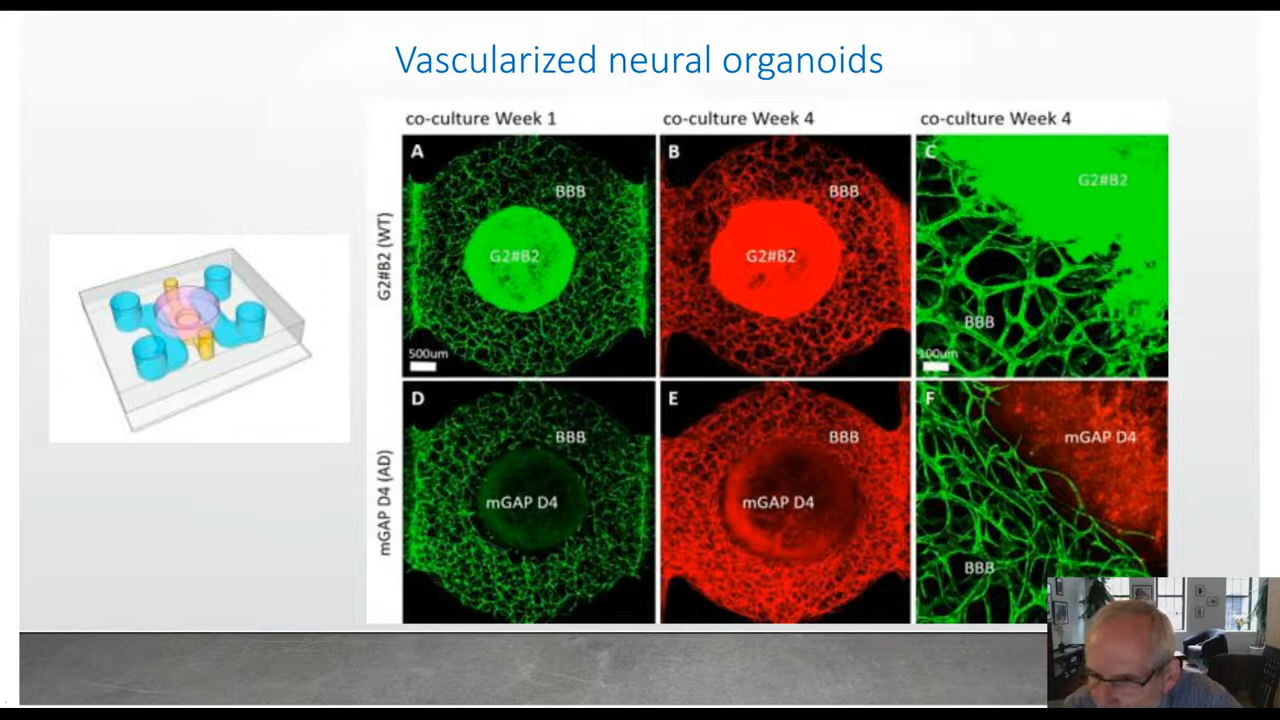 Vascularized neural organoids
co-culture Week 1
co-culture Week 4
co-culture Week 4
G2#B2 (WT)
A
BBB
G2#B2
500um
B
BBB
G2#B2
C
G2#B2
BBB
100um
mGAP D4 (AD)
D
BBB
mGAP D4
E
BBB
mGAP D4
F
mGAP D4
BBB